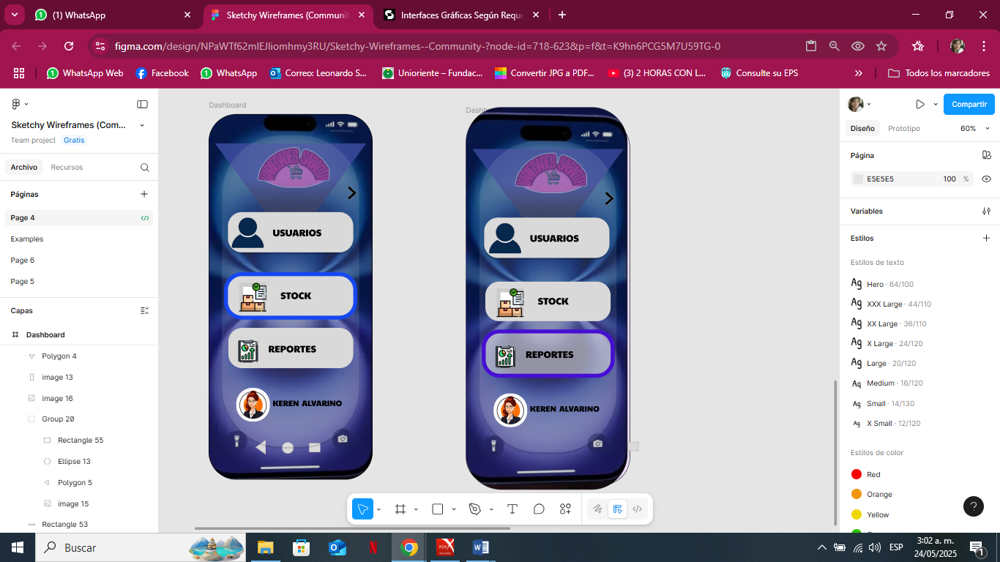 (1) WhatsApp
Sketchy Wireframes (Communit
Interfaces Gráficas Según Reque
figma.com/design/NPaWTf62mlEJliomhmy3RU/Sketchy-Wireframes--Community-?node-id=718-623&p=f&t=K9hn6PCG5M7U59TG-0
WhatsApp Web
Facebook
WhatsApp
Correo: Leonardo S...
Unioriente – Fundac...
Convertir JPG a PDF...
(3) 2 HORAS CON L...
Consulte su EPS
Todos los marcadores
Sketchy Wireframes (Com...
Team project Gratis
Archivo Recursos
Páginas
Page 4
Examples
Page 6
Page 5
Capas
Dashboard
Polygon 4
image 13
image 16
Group 20
Rectangle 55
Ellipse 13
Polygon 5
image 15
Rectangle 53
Dashboard
USUARIOS
STOCK
REPORTES
KEREN ALVARINO
Dashb
USUARIOS
STOCK
REPORTES
KEREN ALVARINO
Compartir
Diseño Prototipo 60%
Página
E5E5E5 100 %
Variables
Estilos
Estilos de texto
Ag Hero · 64/100
Ag XXX Large · 44/110
Ag XX Large · 36/110
Ag X Large · 24/120
Ag Large · 20/120
Ag Medium · 16/120
Ag Small · 14/130
Ag X Small · 12/120
Estilos de color
Red
Orange
Yellow
Buscar
ESP
3:02 a. m.
24/05/2025
1